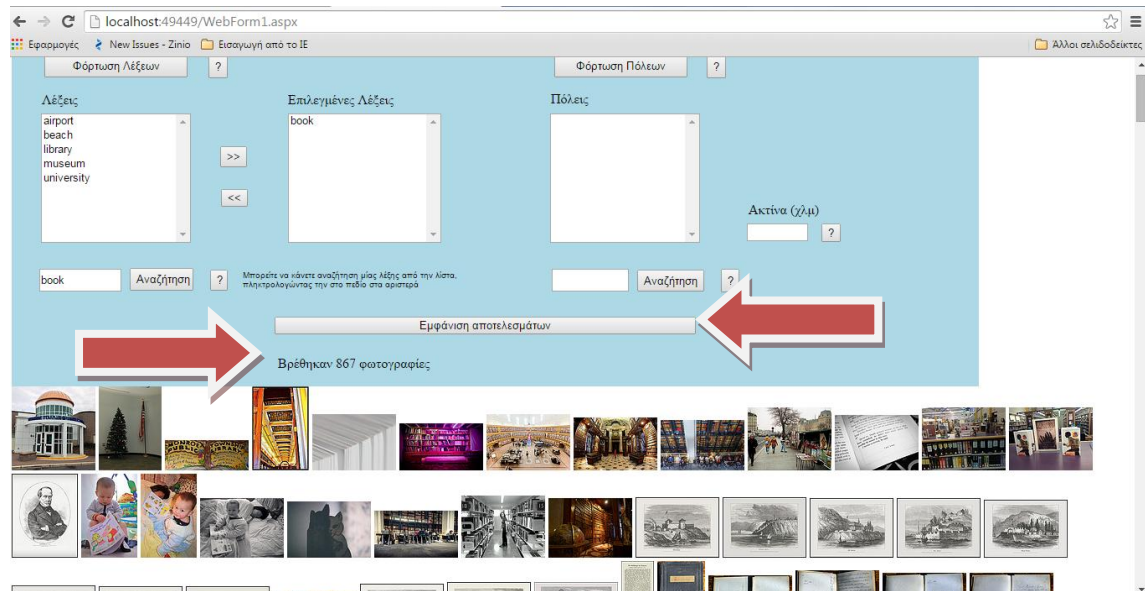 localhost:49449/WebForm1.aspx
Εφαρμογές New Issues - Zinio Εισαγωγή από το IE Άλλοι σελιδοδείκτες
Φόρτωση Λέξεων ? Φόρτωση Πόλεων ?
Λέξεις Επιλεγμένες Λέξεις Πόλεις
airport book
beach
library
museum
university
>>
<<
Ακτίνα (χλμ)
?
book Αναζήτηση ? Μπορείτε να κάνετε αναζήτηση μίας λέξης από την λίστα,
πληκτρολογώντας την στο πεδίο στα αριστερά
Αναζήτηση ?
Εμφάνιση αποτελεσμάτων
Βρέθηκαν 867 φωτογραφίες